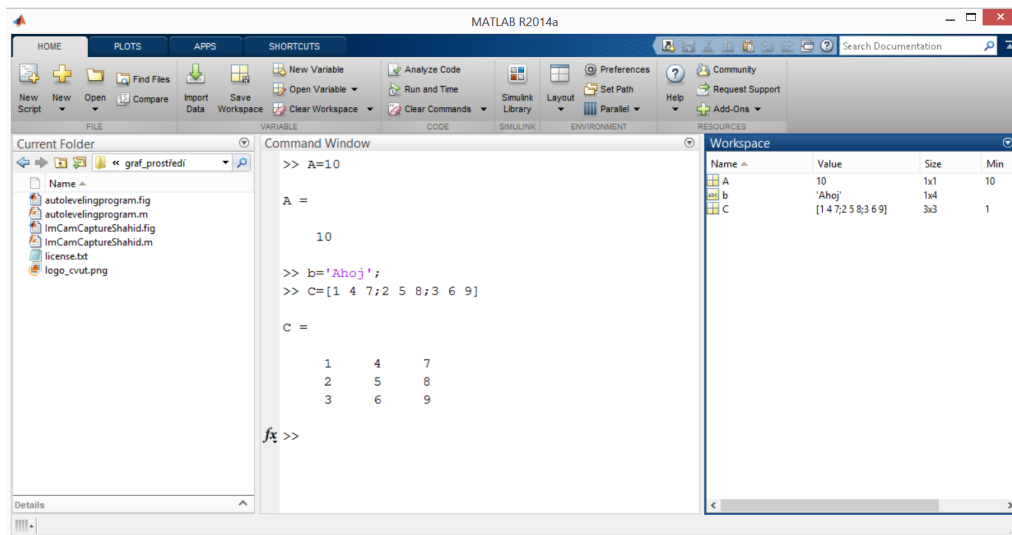 MATLAB R2014a
HOME PLOTS APPS SHORTCUTS Search Documentation
New Script
New
Open
Find Files
Compare
Import Data
Save Workspace
New Variable
Open Variable
Clear Workspace
Analyze Code
Run and Time
Clear Commands
Simulink Library
Layout
Preferences
Set Path
Parallel
Help
Community
Request Support
Add-Ons
FILE VARIABLE CODE SIMULINK ENVIRONMENT RESOURCES
Current Folder
« graf_prostředí
Name
autolevelingprogram.fig
autolevelingprogram.m
ImCamCaptureShahid.fig
ImCamCaptureShahid.m
license.txt
logo_cvut.png
Details
Command Window
>> A=10
A =
10
>> b='Ahoj';
>> C=[1 4 7;2 5 8;3 6 9]
C =
1 4 7
2 5 8
3 6 9
fx >>
Workspace
Name Value Size Min
A 10 1x1 10
abc b 'Ahoj' 1x4
C [1 4 7;2 5 8;3 6 9] 3x3 1